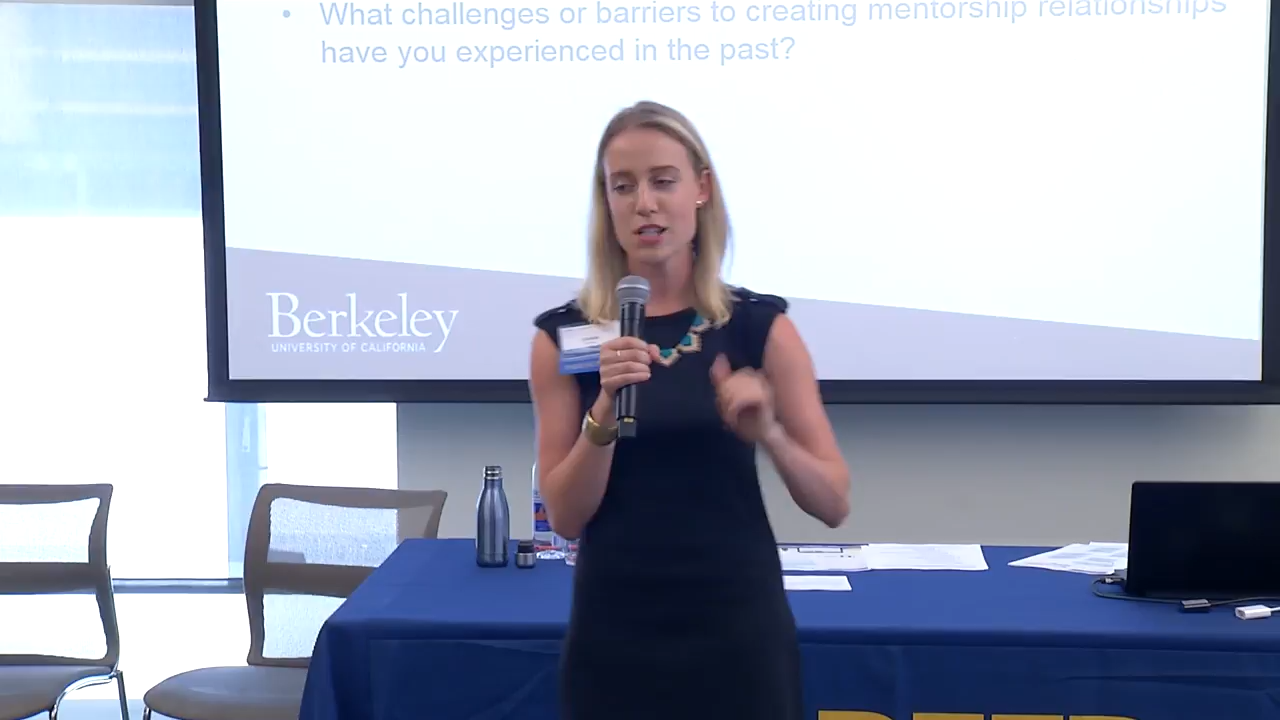 • What challenges or barriers to creating mentorship relationships
have you experienced in the past?
Berkeley
UNIVERSITY OF CALIFORNIA